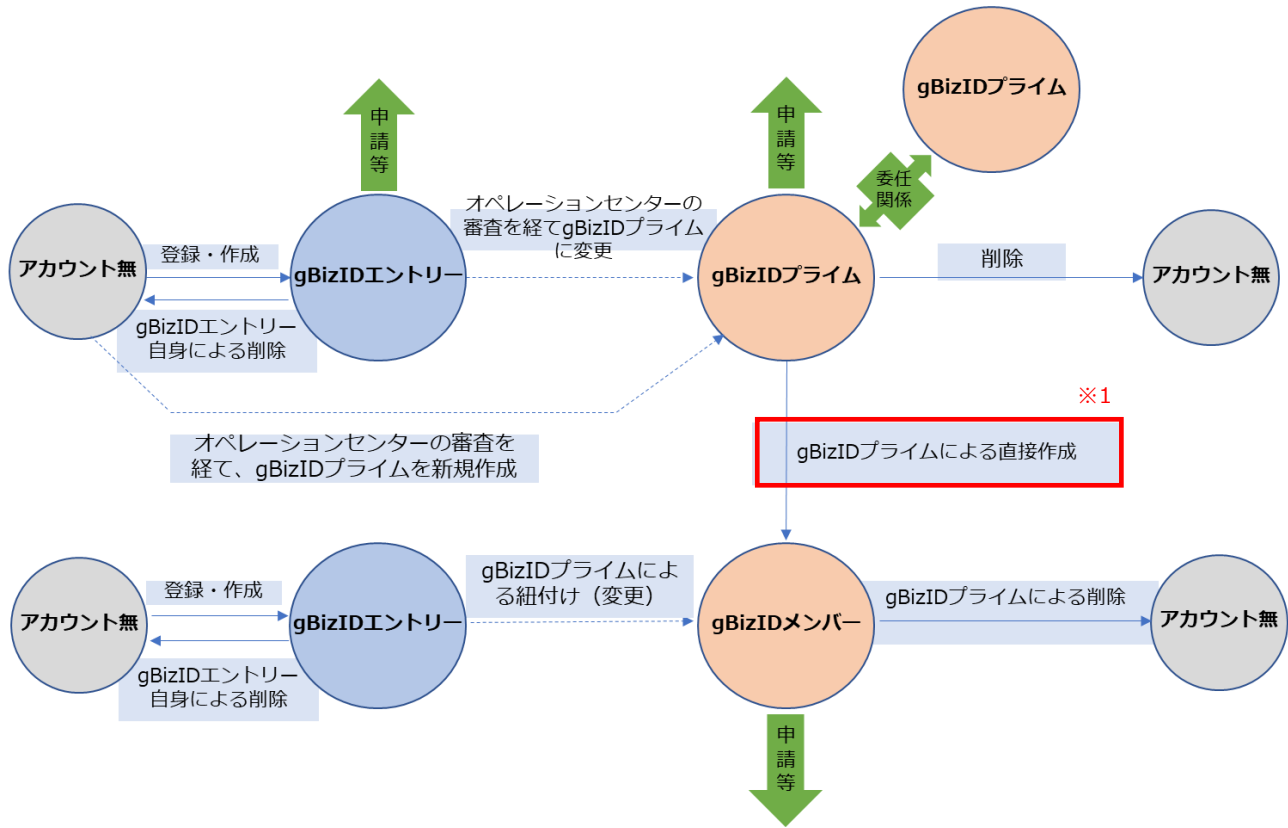 gBizIDプライム
申
請
等
申
請
等
委任
関係
オペレーションセンターの
審査を経てgBizIDプライム
に変更
アカウント無
登録・作成
gBizIDエントリー
gBizIDプライム
削除
アカウント無
gBizIDエントリー
自身による削除
※1
オペレーションセンターの審査を
経て、gBizIDプライムを新規作成
gBizIDプライムによる直接作成
アカウント無
登録・作成
gBizIDエントリー
gBizIDプライムによ
る紐付け（変更）
gBizIDメンバー
gBizIDプライムによる削除
アカウント無
gBizIDエントリー
自身による削除
申
請
等